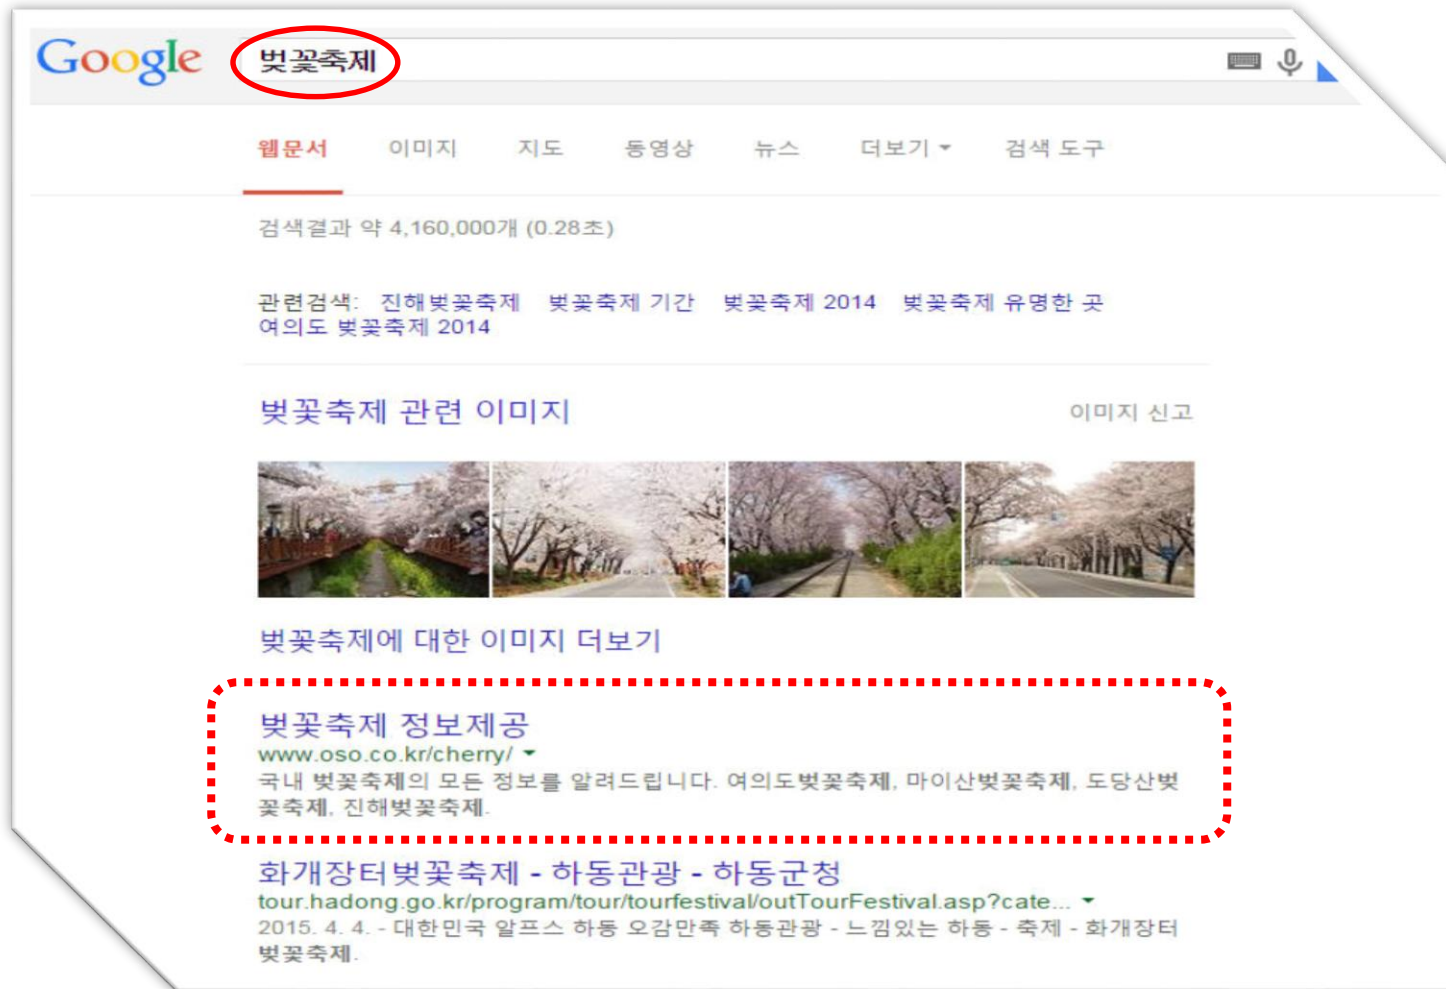 Google 벚꽃축제
웹문서 이미지 지도 동영상 뉴스 더보기 검색 도구
검색결과 약 4,160,000개 (0.28초)
관련검색: 진해벚꽃축제 벚꽃축제 기간 벚꽃축제 2014 벚꽃축제 유명한 곳
여의도 벚꽃축제 2014
벚꽃축제 관련 이미지 이미지 신고
벚꽃축제에 대한 이미지 더보기
벚꽃축제 정보제공
www.oso.co.kr/cherry/
국내 벚꽃축제의 모든 정보를 알려드립니다. 여의도벚꽃축제, 마이산벚꽃축제, 도당산벚
꽃축제, 진해벚꽃축제.
화개장터벚꽃축제 - 하동관광 - 하동군청
tour.hadong.go.kr/program/tour/tourfestival/outTourFestival.asp?cate...
2015. 4. 4. - 대한민국 알프스 하동 오감만족 하동관광 - 느낌있는 하동 - 축제 - 화개장터
벚꽃축제.